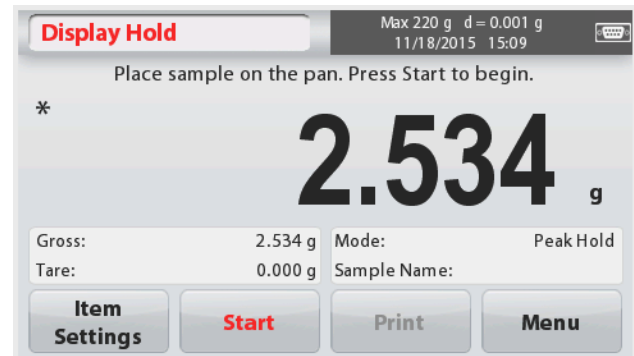 Display Hold
Max 220 g d = 0.001 g
11/18/2015 15:09
Place sample on the pan. Press Start to begin.
*
2.534 g
Gross: 2.534 g Mode: Peak Hold
Tare: 0.000 g Sample Name:
Item
Settings
Start
Print
Menu